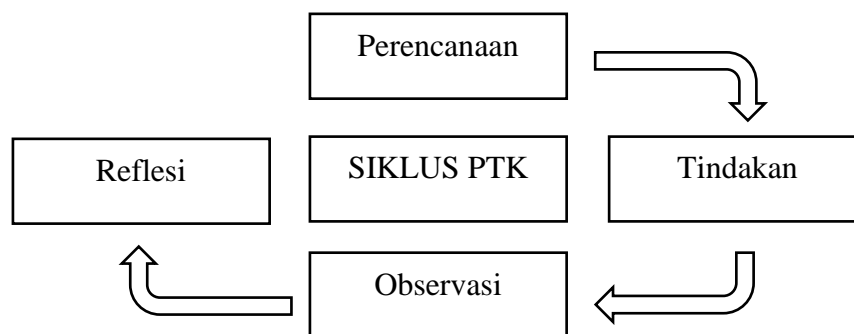 Perencanaan
Reflesi
SIKLUS PTK
Tindakan
Observasi